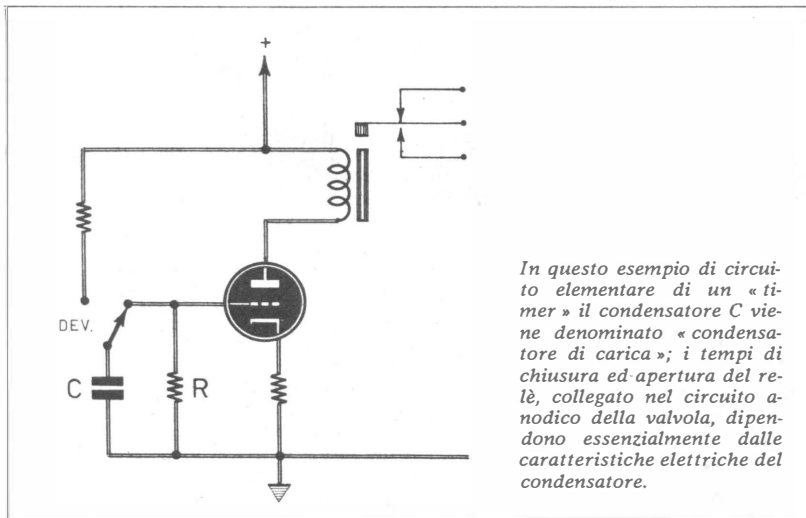 +
DEV.
C
R
In questo esempio di circui-
to elementare di un « ti-
mer » il condensatore C vie-
ne denominato « condensa-
tore di carica »; i tempi di
chiusura ed apertura del re-
lè, collegato nel circuito a-
nodico della valvola, dipen-
dono essenzialmente dalle
caratteristiche elettriche del
condensatore.